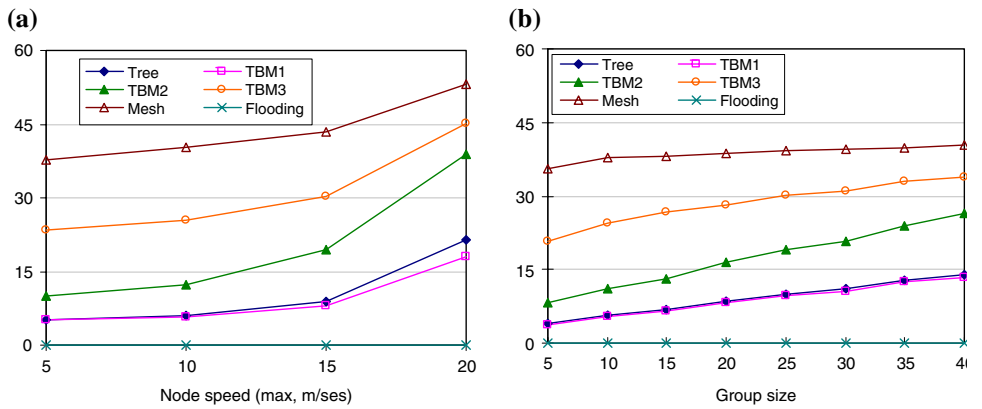 (a)
60
45
30
15
0
Tree
TBM1
TBM2
TBM3
Mesh
Flooding
5
10
15
20
Node speed (max, m/ses)
(b)
60
45
30
15
0
Tree
TBM1
TBM2
TBM3
Mesh
Flooding
5
10
15
20
25
30
35
40
Group size